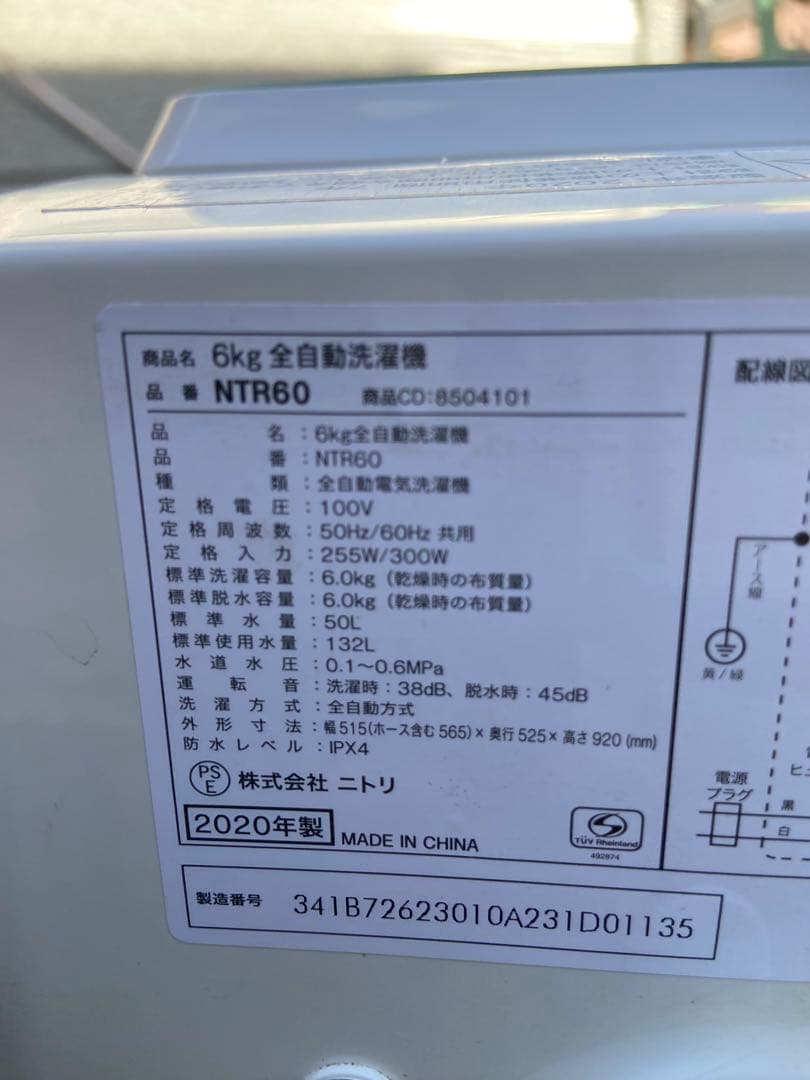 商品名 6kg 全自動洗濯機
品番 NTR60 商品CD:8504101
品名:6kg全自動洗濯機
品番:NTR60
種類:全自動電気洗濯機
定格電圧:100V
定格周波数:50Hz/60Hz 共用
定格入力:255W/300W
標準洗濯容量:6.0kg(乾燥時の布質量)
標準脱水容量:6.0kg(乾燥時の布質量)
標準水量:50L
標準使用水量:132L
水道水圧:0.1〜0.6MPa
運転音:洗濯時:38dB、脱水時:45dB
洗濯方式:全自動方式
外形寸法:幅515(ホース含む565)×奥行525×高さ920(mm)
防水レベル:IPX4
PSE 株式会社 ニトリ
2020年製 MADE IN CHINA
TÜV Rheinland
492874
製造番号 341B72623010A231D01135
配線図
アース線
黄/緑
電源
プラグ
黒
白